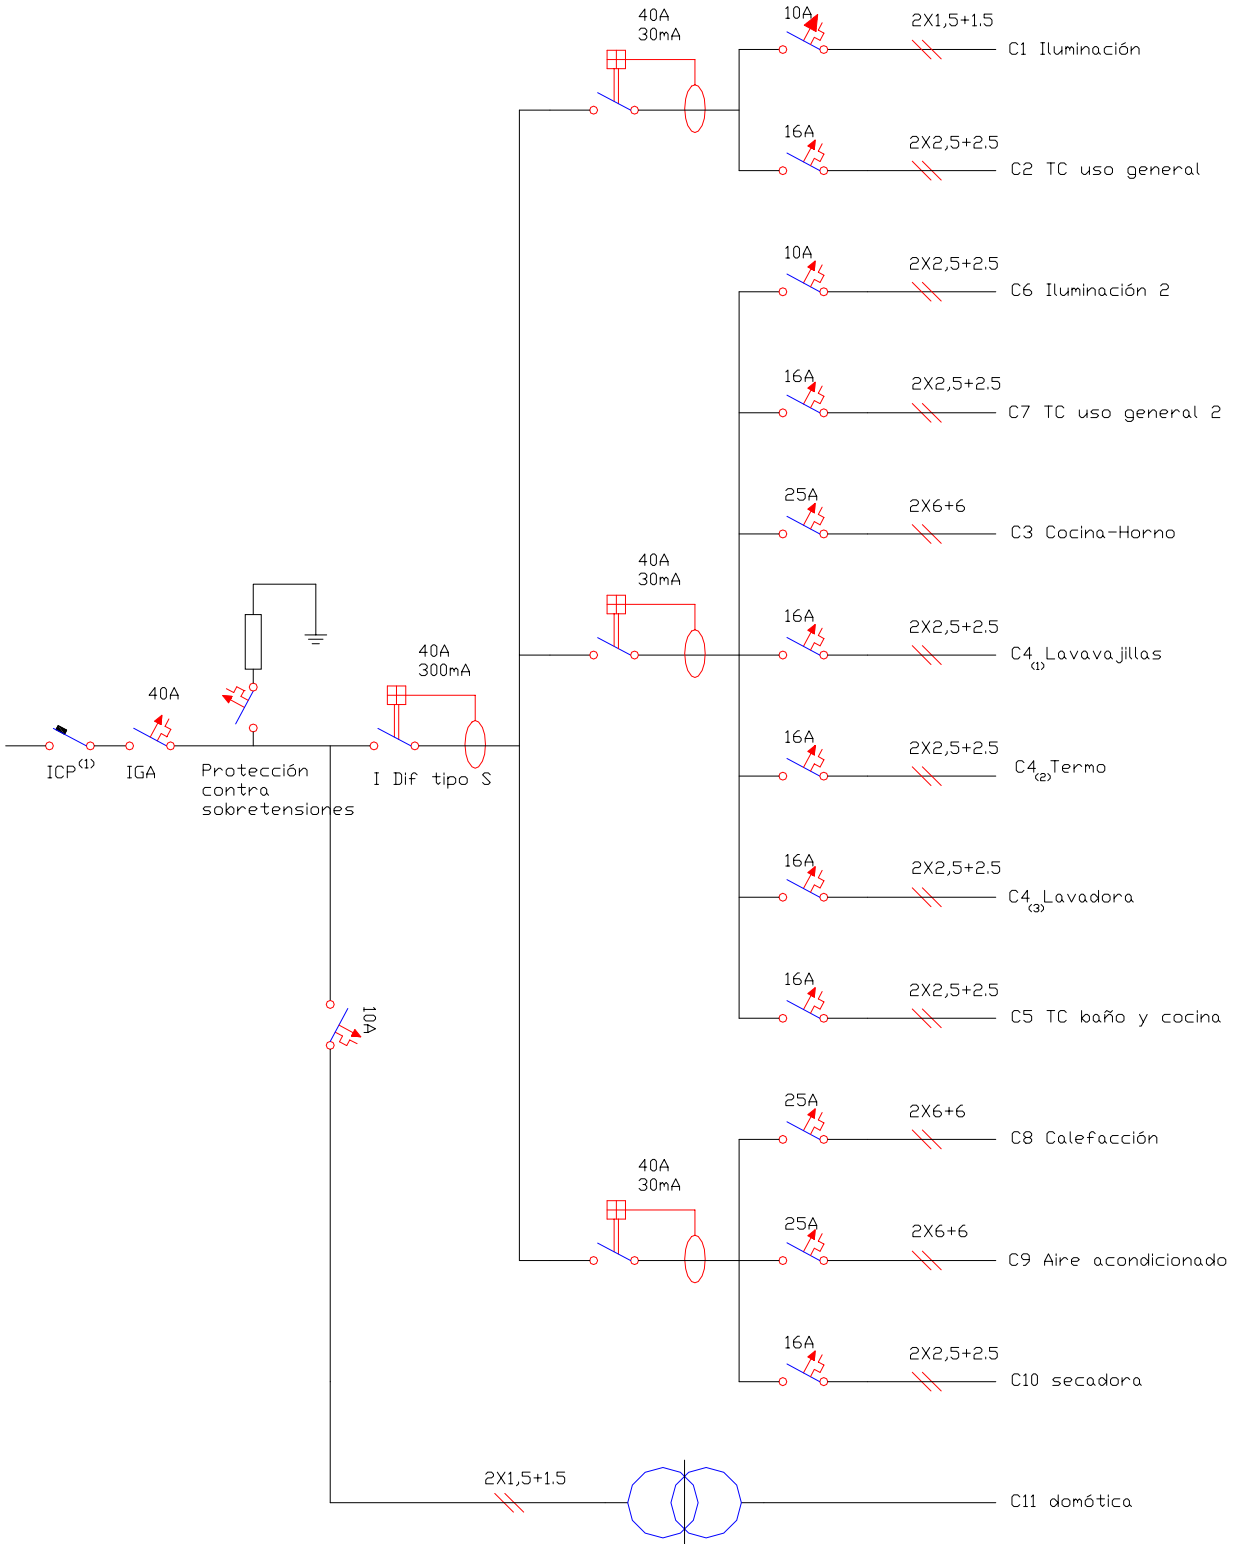 40A
30mA
10A
2X1,5+1.5
C1 Iluminación
16A
2X2,5+2.5
C2 TC uso general
10A
2X2,5+2.5
C6 Iluminación 2
16A
2X2,5+2.5
C7 TC uso general 2
25A
2X6+6
C3 Cocina-Horno
40A
30mA
16A
2X2,5+2.5
C4(1)Lavavajillas
16A
2X2,5+2.5
C4(2)Termo
16A
2X2,5+2.5
C4(3)Lavadora
16A
2X2,5+2.5
C5 TC baño y cocina
40A
ICP(1)
IGA
Protección
contra
sobretensiones
40A
300mA
I Dif tipo S
10A
40A
30mA
25A
2X6+6
C8 Calefacción
25A
2X6+6
C9 Aire acondicionado
16A
2X2,5+2.5
C10 secadora
2X1,5+1.5
C11 domótica